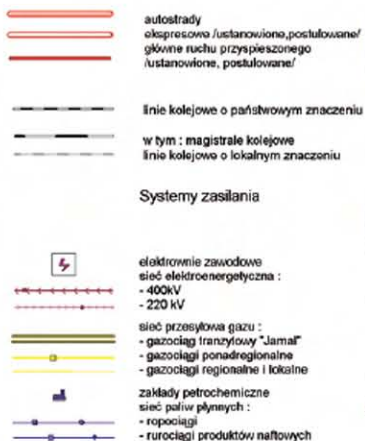 autostrady
ekspresowe /ustanowione,postulowane/
główne ruchu przyspieszonego
/ustanowione, postulowane/
linie kolejowe o państwowym znaczeniu
w tym : magistrale kolejowe
linie kolejowe o lokalnym znaczeniu
Systemy zasilania
elektrownie zawodowe
sieć elektroenergetyczna :
- 400kV
- 220 kV
sieć przesyłowa gazu :
- gazociąg tranzytowy "Jamał"
- gazociągi ponadregionalne
- gazociągi regionalne i lokalne
zakłady petrochemiczne
sieć paliw płynnych :
- ropociągi
- rurociągi produktów naftowych